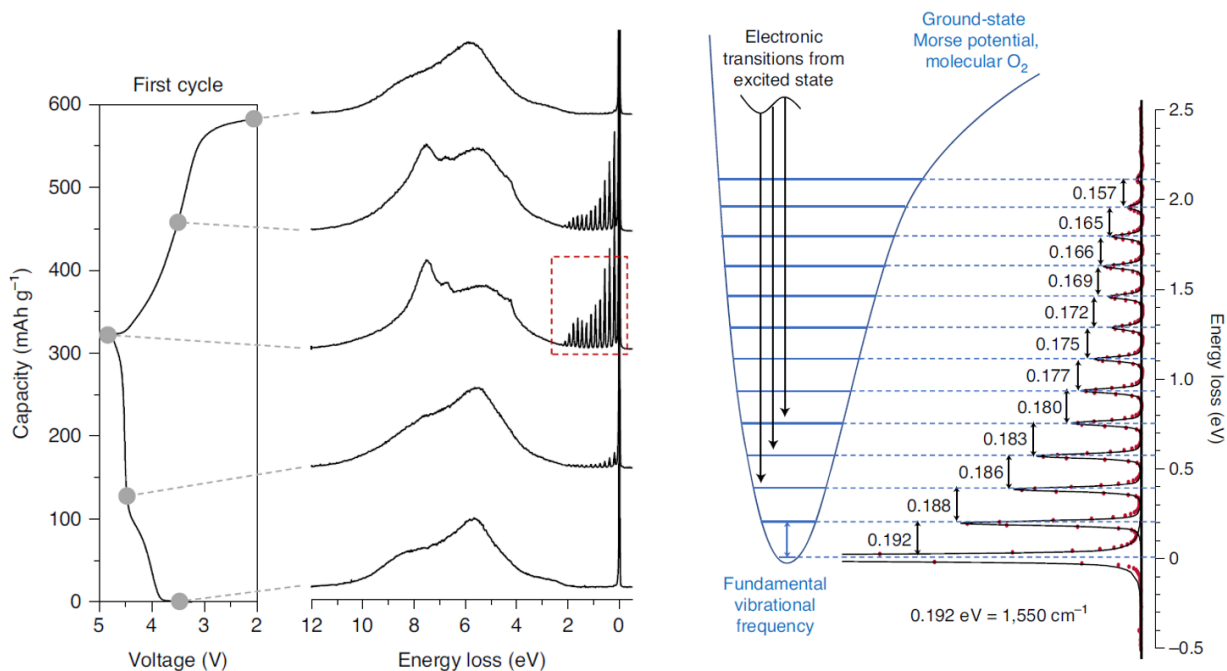 First cycle
600
500
400
300
200
100
0
Capacity (mAh g⁻¹)
5
4
3
2
Voltage (V)
12
10
8
6
4
2
0
Energy loss (eV)
Electronic
transitions from
excited state
Ground-state
Morse potential,
molecular O₂
2.5
2.0
1.5
1.0
0.5
0
−0.5
Energy loss (eV)
0.157
0.165
0.166
0.169
0.172
0.175
0.177
0.180
0.183
0.186
0.188
0.192
Fundamental
vibrational
frequency
0.192 eV = 1,550 cm⁻¹